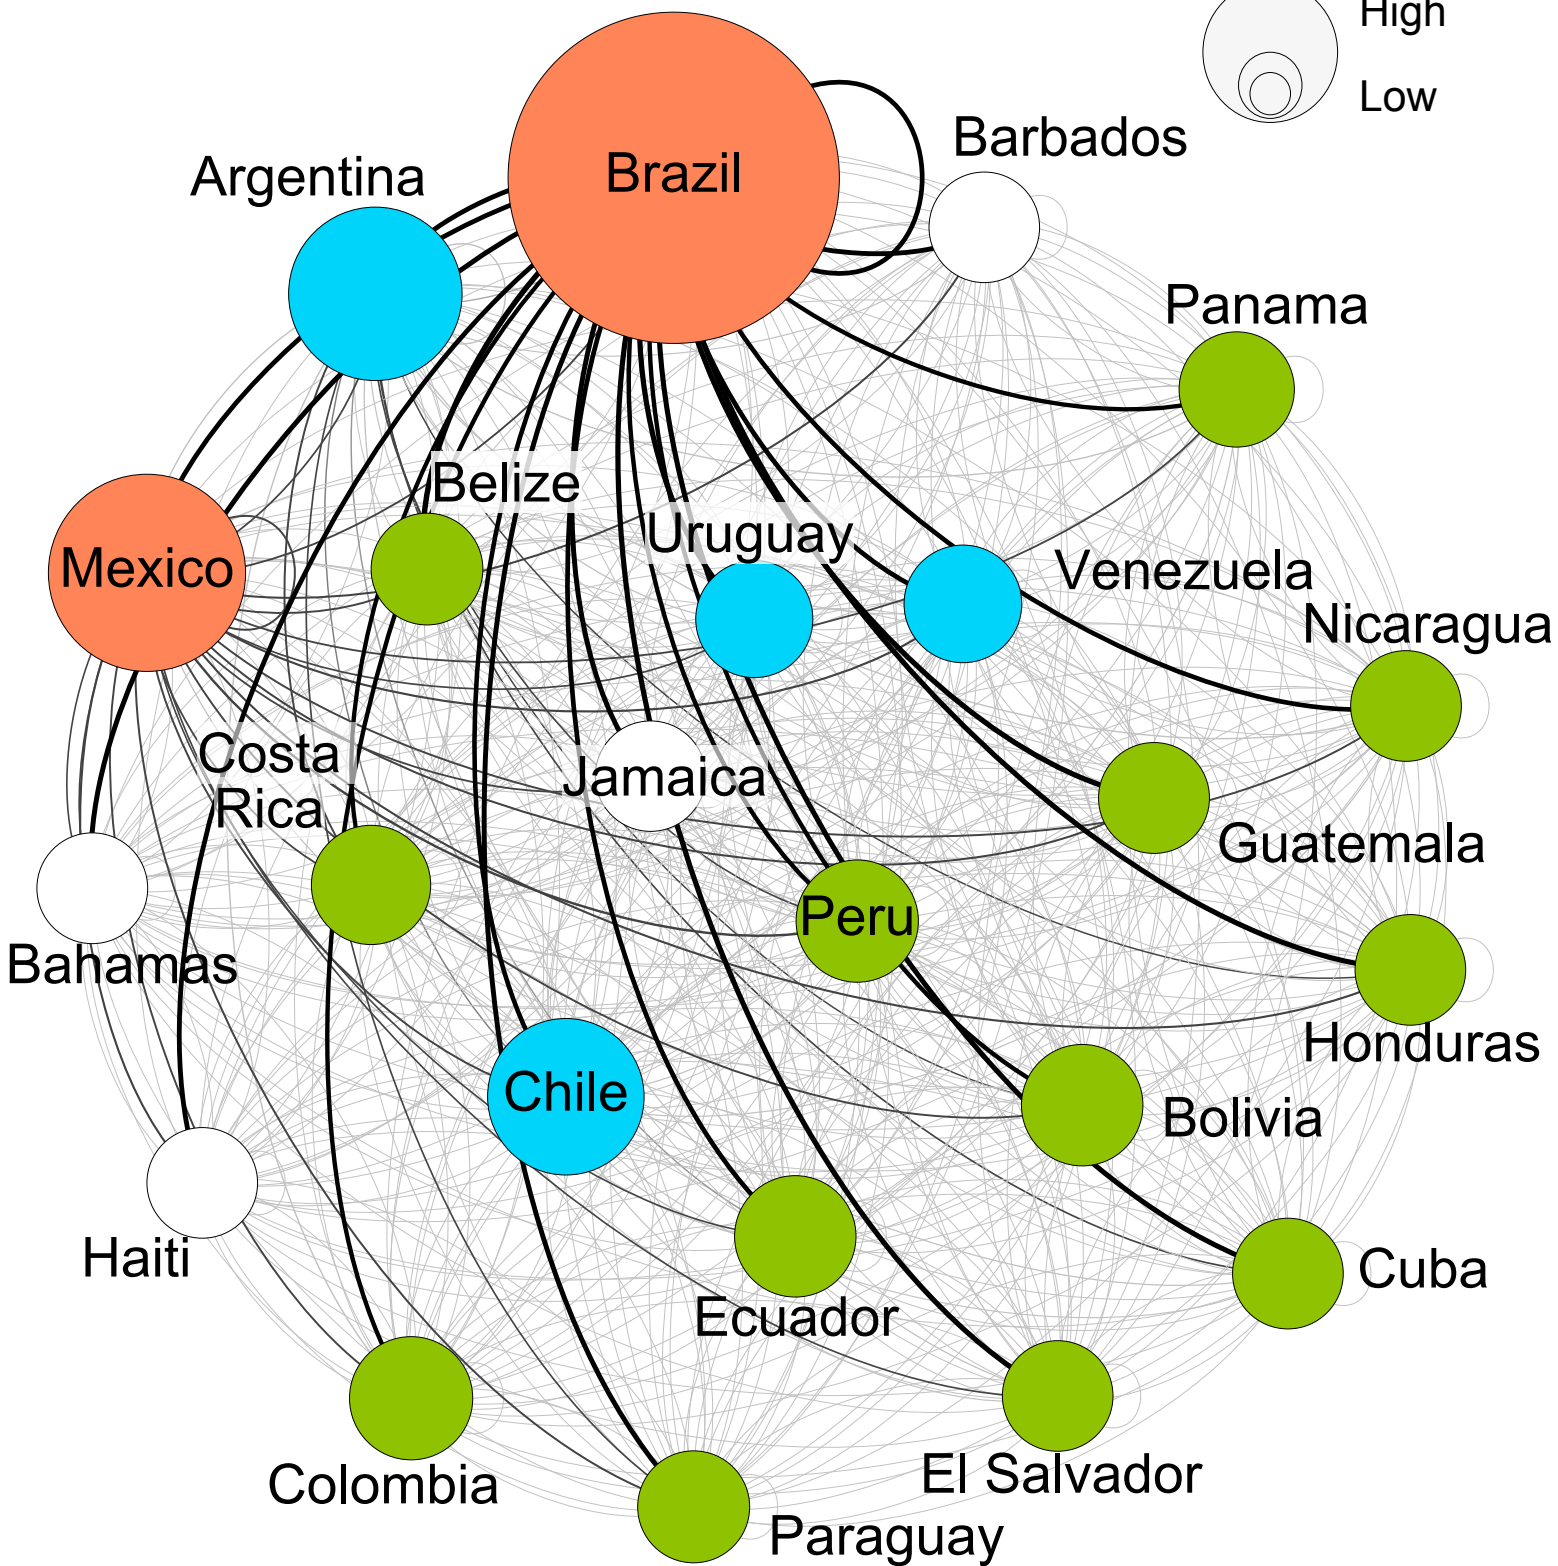 High
Low
Barbados
Brazil
Argentina
Panama
Belize
Uruguay
Mexico
Venezuela
Nicaragua
Costa
Rica
Jamaica
Guatemala
Peru
Bahamas
Honduras
Chile
Bolivia
Haiti
Cuba
Ecuador
El Salvador
Colombia
Paraguay